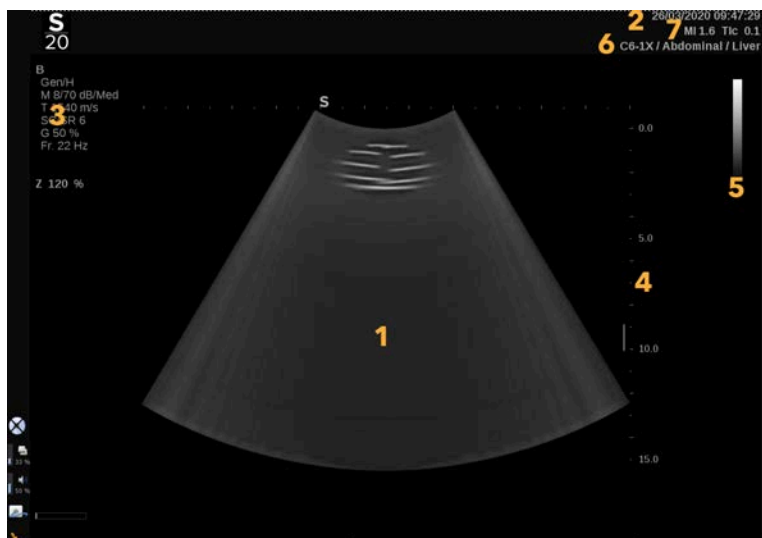 S
20
2
26/03/2020 09:47:29
7
MI 1.6 TIc 0.1
6 C6-1X / Abdominal / Liver
B
Gen/H
M 8/70 dB/Med
3
G 50 %
Fr. 22 Hz
Z 120 %
S
0.0
5
5.0
4
1
10.0
15.0
33 %